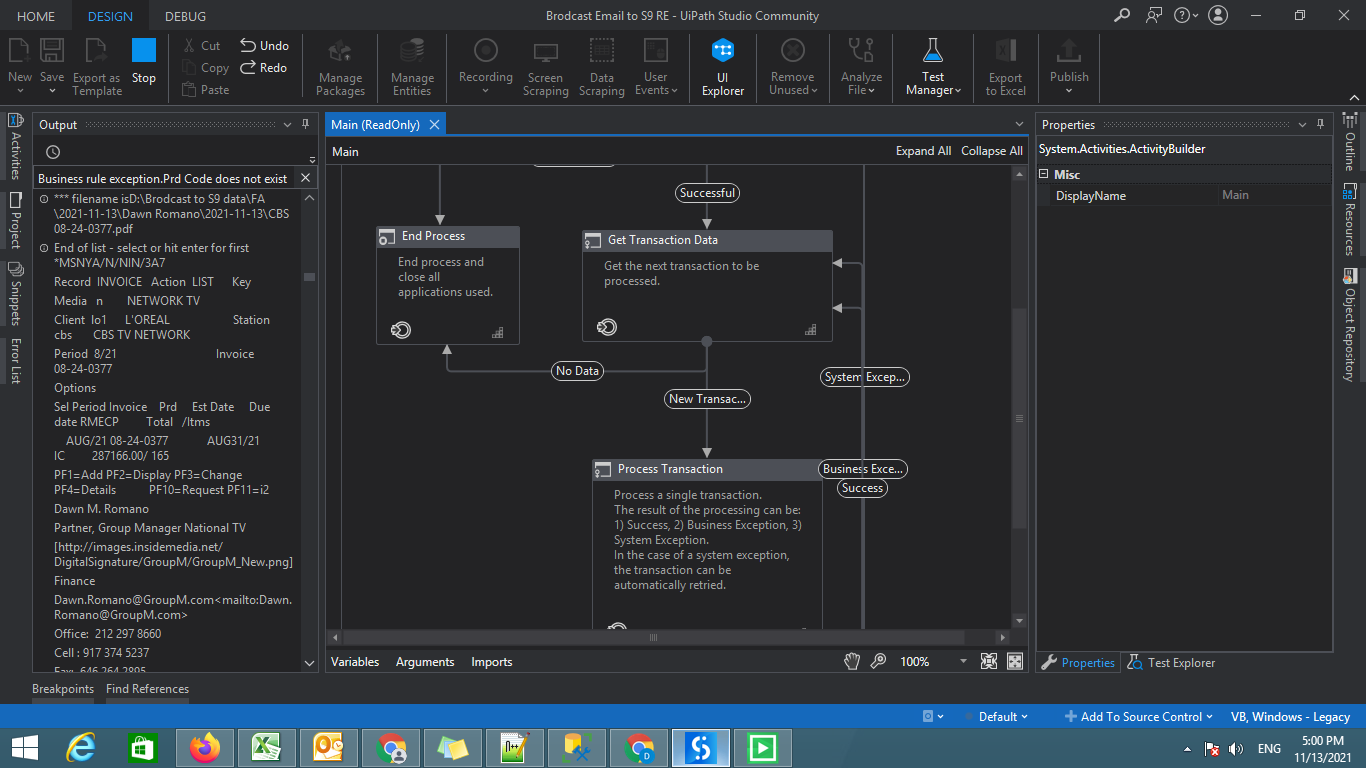 HOME DESIGN DEBUG
Brodcast Email to S9 RE - UiPath Studio Community
New
Save
Export as
Template
Stop
Cut
Copy
Paste
Undo
Redo
Manage
Packages
Manage
Entities
Recording
Screen
Scraping
Data
Scraping
User
Events
UI
Explorer
Remove
Unused
Analyze
File
Test
Manager
Export
to Excel
Publish
Activities
Project
Snippets
Error List
Output
Business rule exception.Prd Code does not exist
*** filename isD:\Brodcast to S9 data\FA
\2021-11-13\Dawn Romano\2021-11-13\CBS
08-24-0377.pdf
End of list - select or hit enter for first
*MSNYA/N/NIN/3A7
Record INVOICE Action LIST Key
Media n NETWORK TV
Client lo1 L'OREAL Station
cbs CBS TV NETWORK
Period 8/21 Invoice
08-24-0377
Options
Sel Period Invoice Prd Est Date Due
date RMECP Total /Itms
AUG/21 08-24-0377 AUG31/21
IC 287166.00/ 165
PF1=Add PF2=Display PF3=Change
PF4=Details PF10=Request PF11=i2
Dawn M. Romano
Partner, Group Manager National TV
[http://images.insidemedia.net/
DigitalSignature/GroupM/GroupM_New.png]
Finance
Dawn.Romano@GroupM.com<mailto:Dawn.
Romano@GroupM.com>
Office: 212 297 8660
Cell : 917 374 5237
Fax: 646 264 2895
Breakpoints Find References
Main (ReadOnly)
Main
Expand All Collapse All
Successful
End Process
End process and
close all
applications used.
Get Transaction Data
Get the next transaction to be
processed.
No Data
System Excep...
New Transac...
Process Transaction
Business Exce...
Success
Process a single transaction.
The result of the processing can be:
1) Success, 2) Business Exception, 3)
System Exception.
In the case of a system exception,
the transaction can be
automatically retried.
Variables Arguments Imports
100%
Properties
System.Activities.ActivityBuilder
Misc
DisplayName Main
Properties Test Explorer
Outline
Resources
Object Repository
Default
Add To Source Control
VB, Windows - Legacy
ENG
5:00 PM
11/13/2021